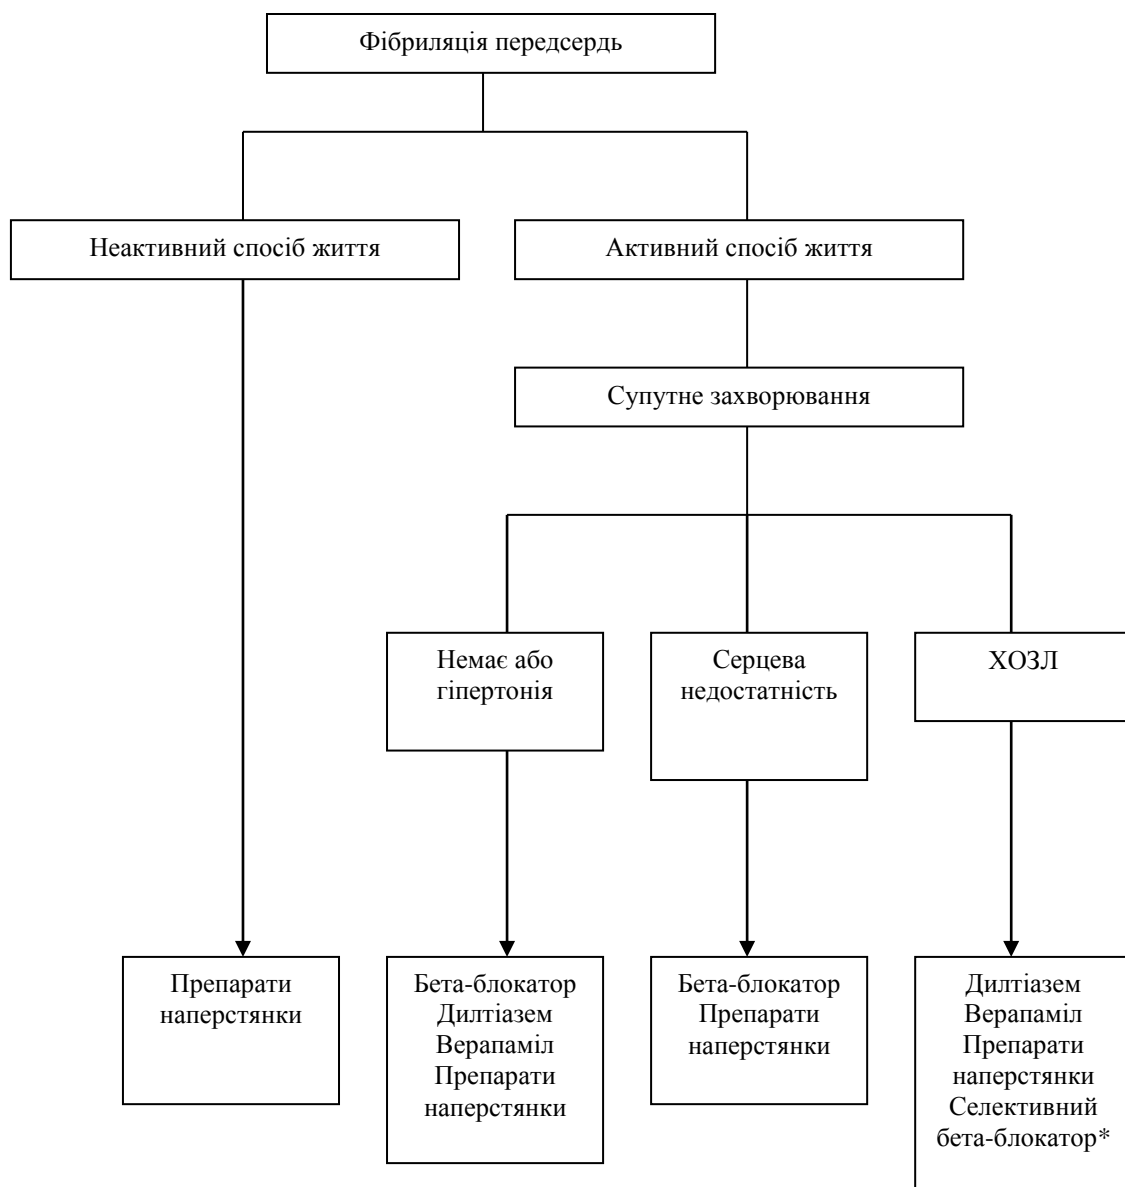 Фібриляція передсердь
Неактивний спосіб життя
Активний спосіб життя
Супутне захворювання
Немає або
гіпертонія
Серцева
недостатність
ХОЗЛ
Препарати
наперстянки
Бета-блокатор
Дилтіазем
Верапаміл
Препарати
наперстянки
Бета-блокатор
Препарати
наперстянки
Дилтіазем
Верапаміл
Препарати
наперстянки
Селективний
бета-блокатор*